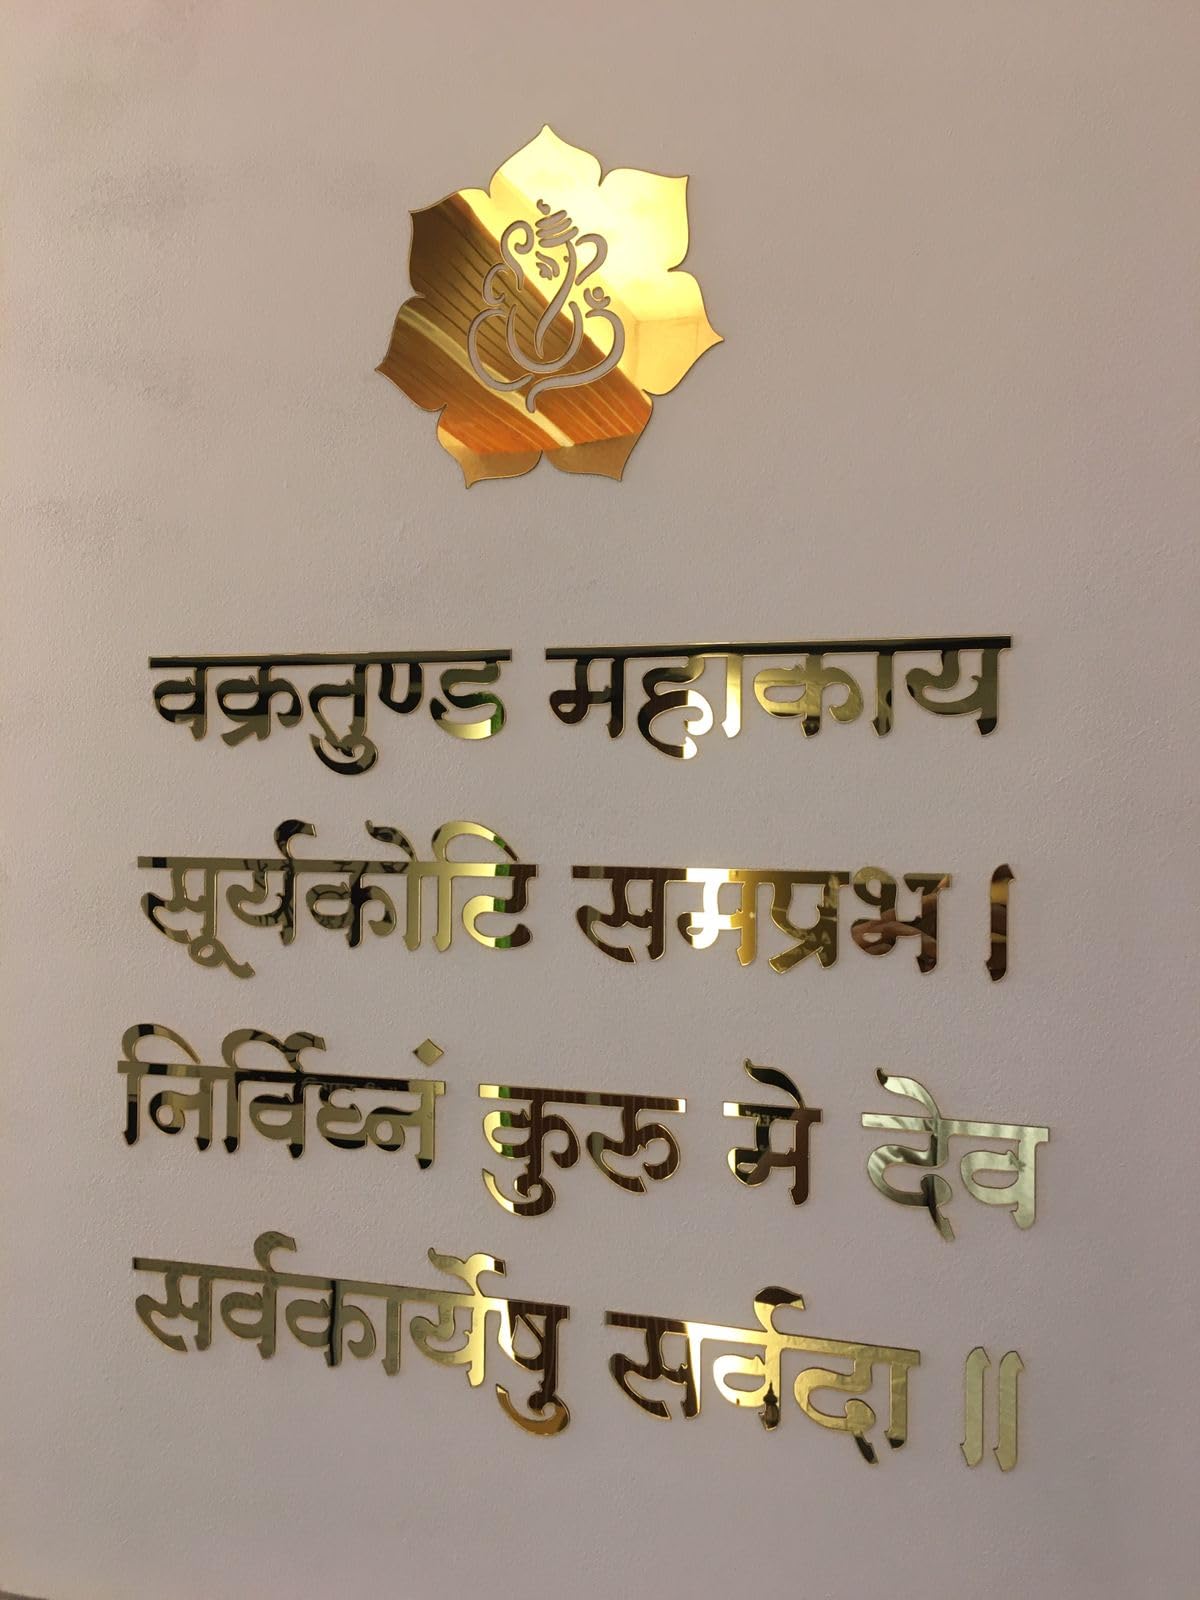 वक्रतुण्ड महाकाय
सूर्यकोटि समप्रभ ।
निर्विघ्नं कुरु मे देव
सर्वकार्येषु सर्वदा ॥